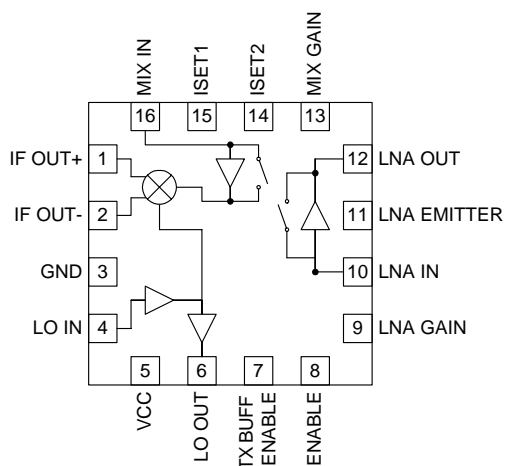 MIX IN
ISET1
ISET2
MIX GAIN
16
15
14
13
IF OUT+
1
12
LNA OUT
IF OUT-
2
11
LNA EMITTER
GND
3
10
LNA IN
LO IN
4
9
LNA GAIN
5
6
7
8
VCC
LO OUT
TX BUFF
ENABLE
ENABLE